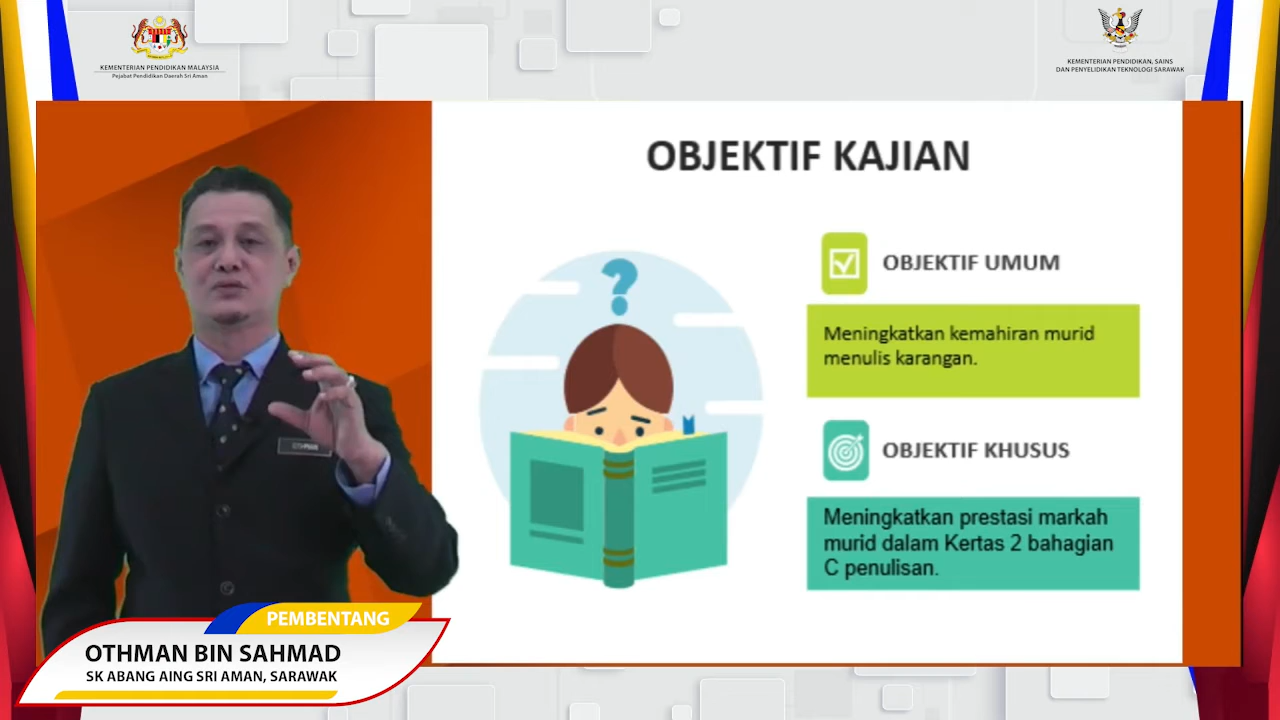 KEMENTERIAN PENDIDIKAN MALAYSIA
Pejabat Pendidikan Daerah Sri Aman
KEMENTERIAN PENDIDIKAN, SAINS
DAN PENYELIDIKAN TEKNOLOGI SARAWAK
OBJEKTIF KAJIAN
?
OBJEKTIF UMUM
Meningkatkan kemahiran murid
menulis karangan.
OBJEKTIF KHUSUS
Meningkatkan prestasi markah
murid dalam Kertas 2 bahagian
C penulisan.
OTHMAN
PEMBENTANG
OTHMAN BIN SAHMAD
SK ABANG AING SRI AMAN, SARAWAK